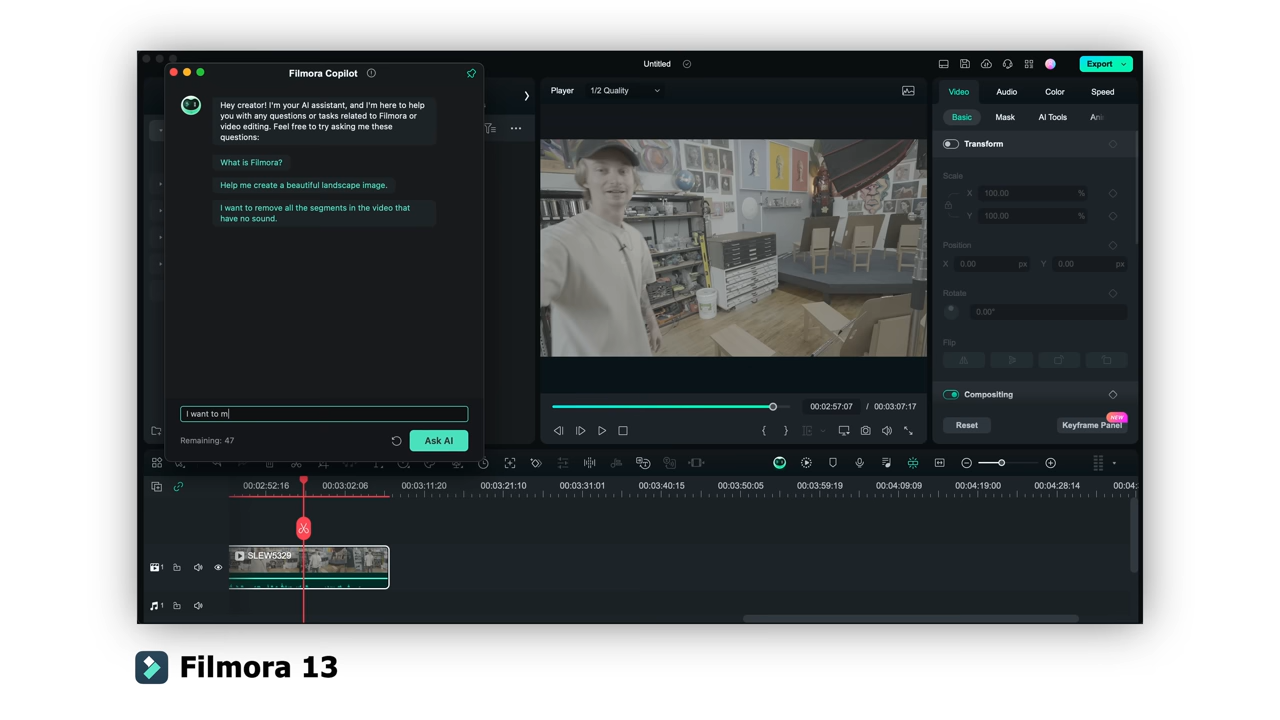 Untitled
Export
Filmora Copilot
Hey creator! I'm your AI assistant, and I'm here to help
you with any questions or tasks related to Filmora or
video editing. Feel free to try asking me these
questions:
What is Filmora?
Help me create a beautiful landscape image.
I want to remove all the segments in the video that
have no sound.
I want to m
Remaining: 47
Ask AI
Player
1/2 Quality
00:02:57:07 / 00:03:07:17
Video Audio Color Speed
Basic Mask AI Tools
Transform
Scale
X 100.00 %
Y 100.00 %
Position
X 0.00 px Y 0.00 px
Rotate
0.00°
Flip
Compositing
NEW
Reset Keyframe Panel
00:02:52:16 00:03:02:06 00:03:11:20 00:03:21:10 00:03:31:01 00:03:40:15 00:03:50:05 00:03:59:19 00:04:09:09 00:04:19:00 00:04:28:14
SLEW5329
1
1
Filmora 13